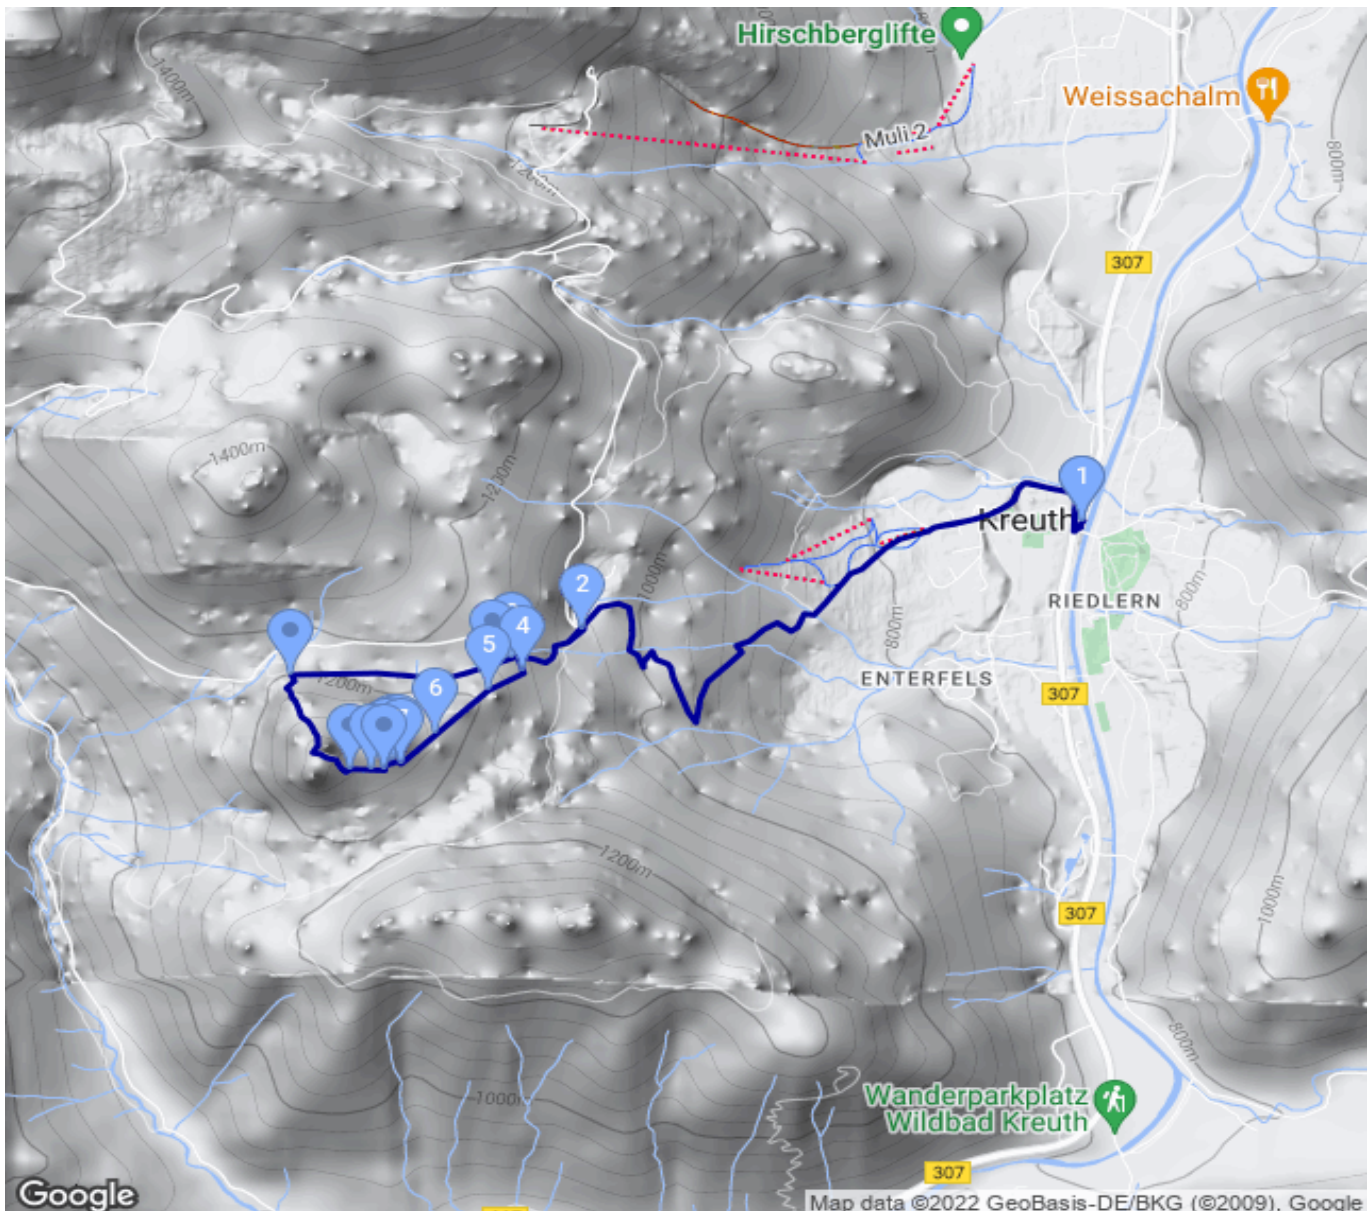 Hirschberglifte
1400m
Weissachalm
Muli 2
1200m
800m
307
1400m
1200m
1
Kreuth
2
1000m
800m
RIEDLERN
4
5
6
1200m
ENTERFELS
307
1200m
1000m
307
800m
1000m
Wanderparkplatz
Wildbad Kreuth
307
Google
Map data ©2022 GeoBasis-DE/BKG (©2009), Google